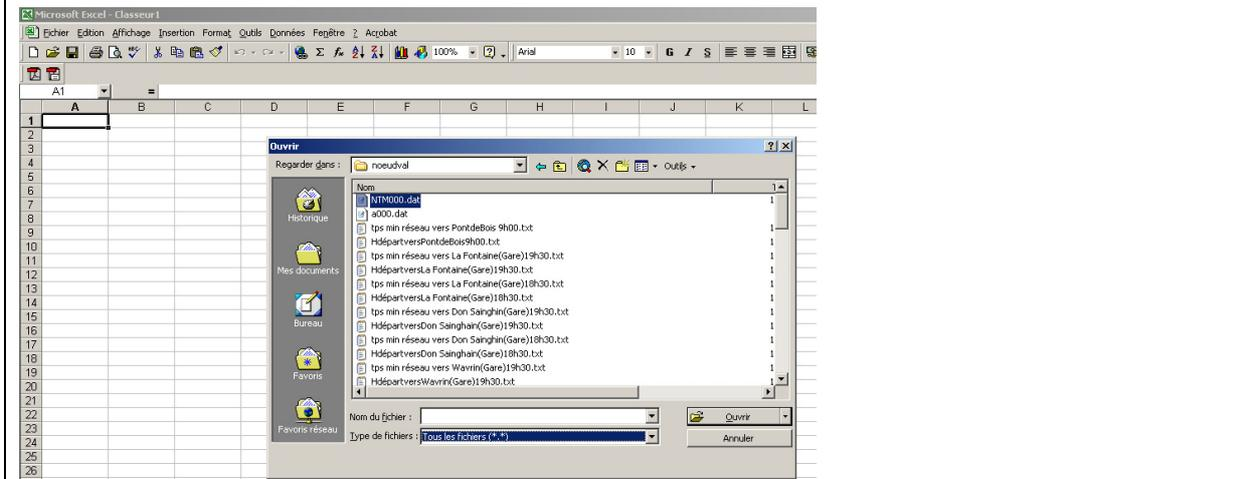 Microsoft Excel - Classeur1
Fichier Edition Affichage Insertion Format Outils Données Fenêtre ? Acrobat
100% Arial 10 G I S
A1 =
A B C D E F G H I J K L
1
2
3
4
5
6
7
8
9
10
11
12
13
14
15
16
17
18
19
20
21
22
23
24
25
26
Ouvrir
Regarder dans : noeudval Outils
Historique
Mes documents
Bureau
Favoris
Favoris réseau
Nom
NTM000.dat
a000.dat
tps min réseau vers PontdeBois 9h00.txt
HdépartversPontdeBois9h00.txt
tps min réseau vers La Fontaine(Gare)19h30.txt
HdépartversLa Fontaine(Gare)19h30.txt
tps min réseau vers La Fontaine(Gare)18h30.txt
HdépartversLa Fontaine(Gare)18h30.txt
tps min réseau vers Don Sainghin(Gare)19h30.txt
HdépartversDon Sainghain(Gare)19h30.txt
tps min réseau vers Don Sainghin(Gare)18h30.txt
HdépartversDon Sainghain(Gare)18h30.txt
tps min réseau vers Wavrin(Gare)19h30.txt
HdépartversWavrin(Gare)19h30.txt
Nom du fichier :
Ouvrir
Type de fichiers : Tous les fichiers (*.*)
Annuler